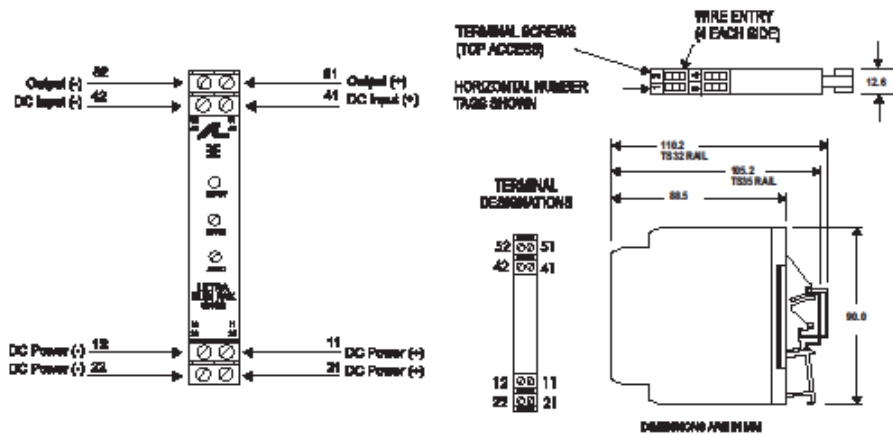 Output (-) 52
51 Output (+)
DC Input (-) 42
41 DC Input (+)
DC Power (-) 12
11 DC Power (+)
DC Power (-) 22
21 DC Power (+)
TERMINAL SCREWS
(TOP ACCESS)
WIRE ENTRY
(4 EACH SIDE)
HORIZONTAL NUMBER
TAGS SHOWN
12.6
TERMINAL
DESIGNATIONS
52 51
42 41
12 11
22 21
110.2
TS32 RAIL
105.2
TS35 RAIL
88.5
90.0
DIMENSIONS ARE IN MM